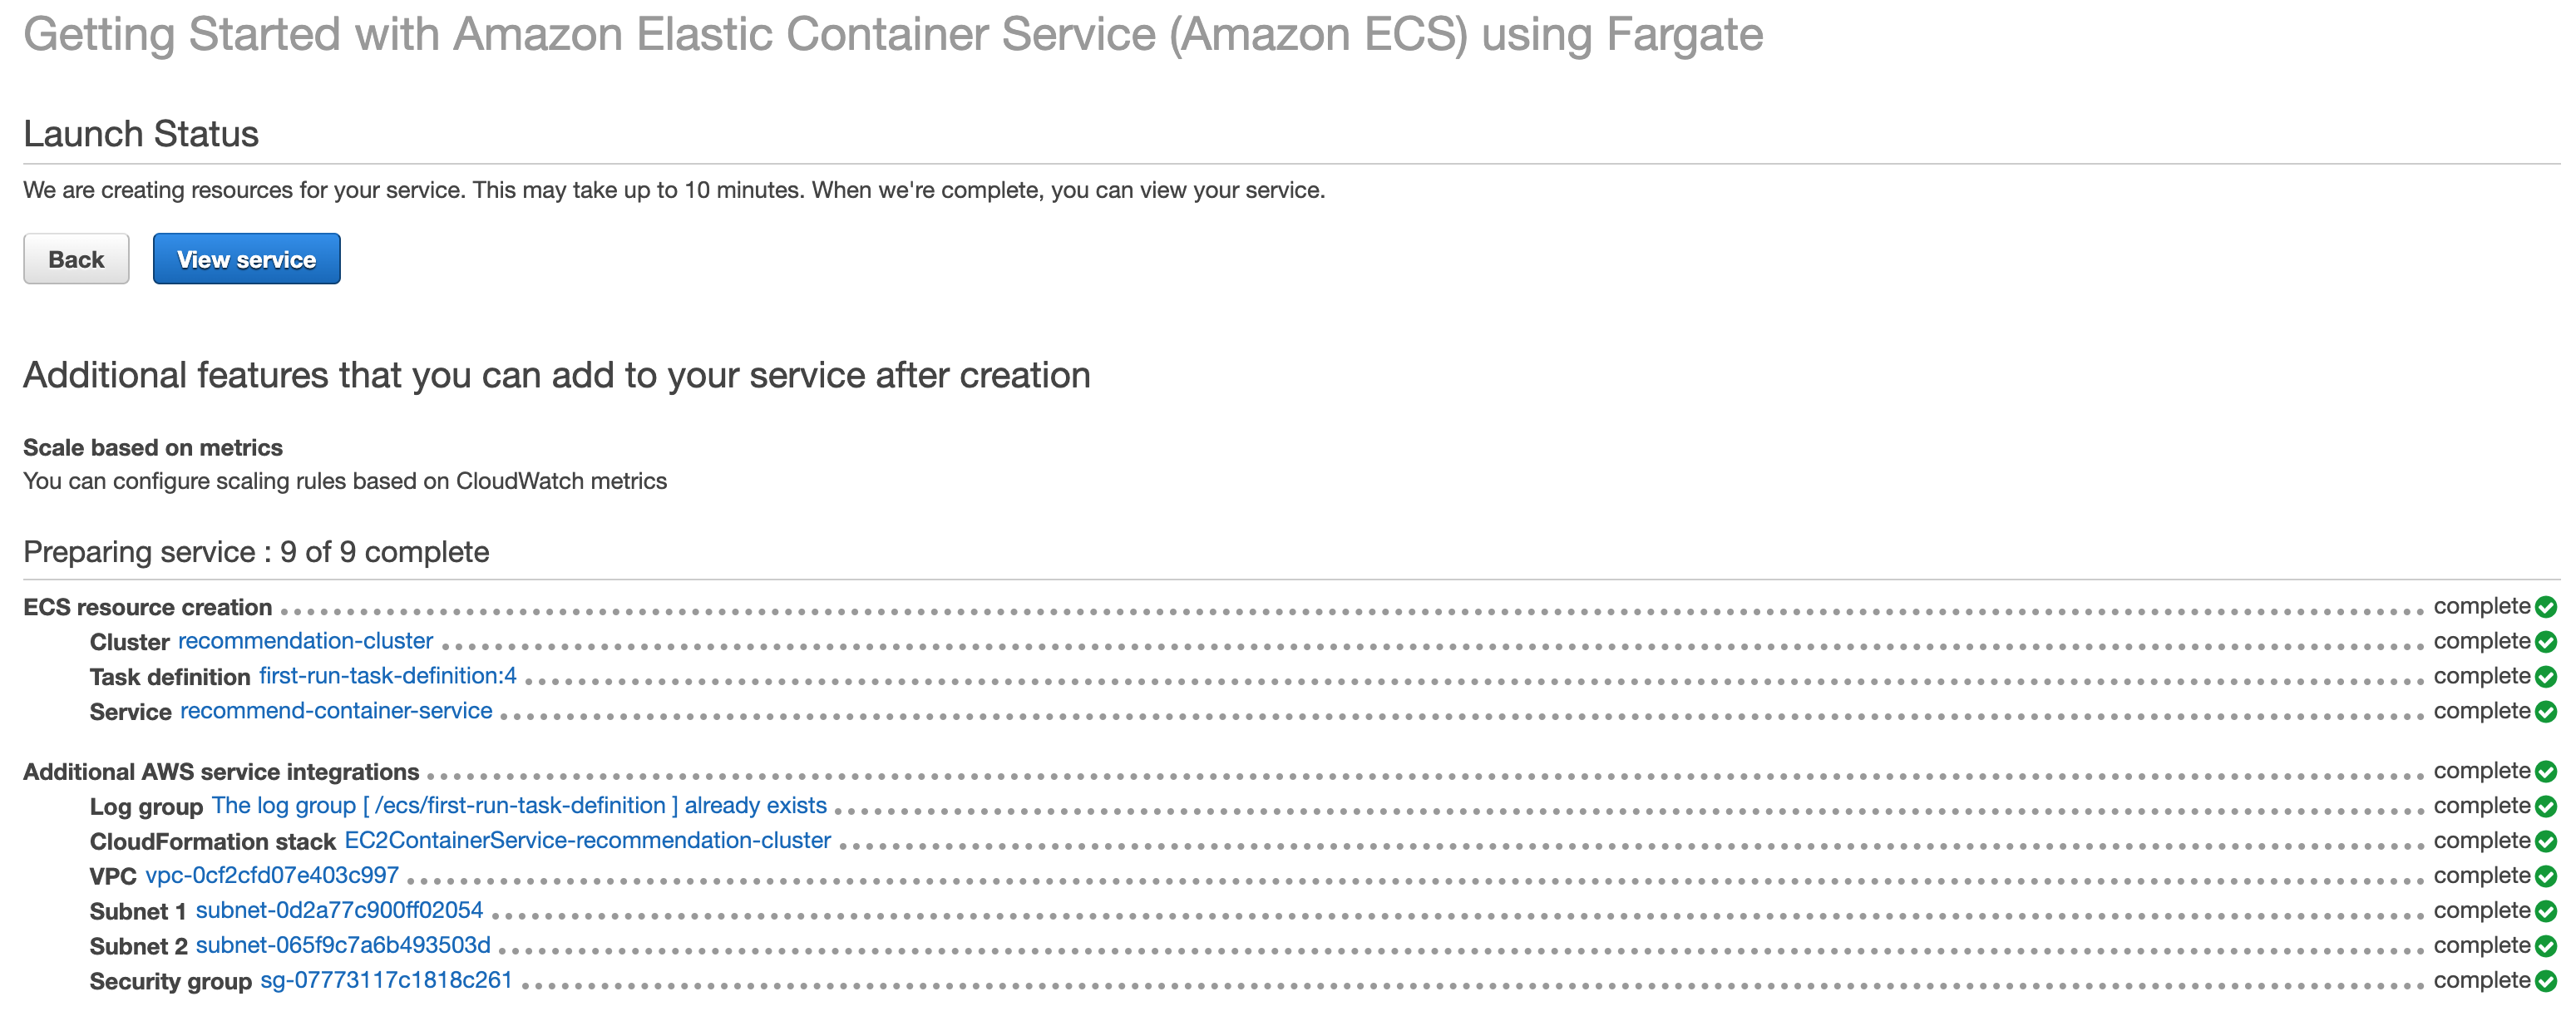 Getting Started with Amazon Elastic Container Service (Amazon ECS) using Fargate
Launch Status
We are creating resources for your service. This may take up to 10 minutes. When we're complete, you can view your service.
Back View service
Additional features that you can add to your service after creation
Scale based on metrics
You can configure scaling rules based on CloudWatch metrics
Preparing service : 9 of 9 complete
ECS resource creation complete
Cluster recommendation-cluster complete
Task definition first-run-task-definition:4 complete
Service recommend-container-service complete
Additional AWS service integrations complete
Log group The log group [ /ecs/first-run-task-definition ] already exists complete
CloudFormation stack EC2ContainerService-recommendation-cluster complete
VPC vpc-0cf2cfd07e403c997 complete
Subnet 1 subnet-0d2a77c900ff02054 complete
Subnet 2 subnet-065f9c7a6b493503d complete
Security group sg-07773117c1818c261 complete